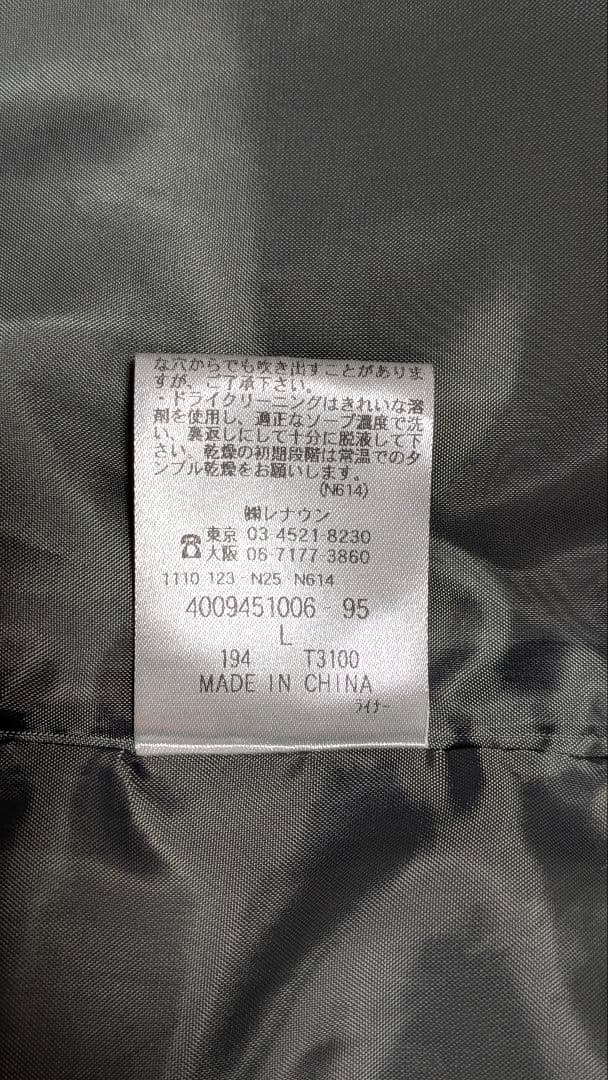 な穴からでも吹き出すことがありま
すが、ご了承下さい。
・ドライクリーニングはきれいな溶
剤を使用し、適正なソープ濃度で洗
い、裏返しにして十分に脱液して下
さい。乾燥の初期段階は常温でのタ
ンブル乾燥をお願いします。
(N614)
㈱レナウン
☎東京 03-4521-8230
大阪 06-7177-3860
1110 123-N25-N614
4009451006-95
L
194 T3100
MADE IN CHINA
ライナー